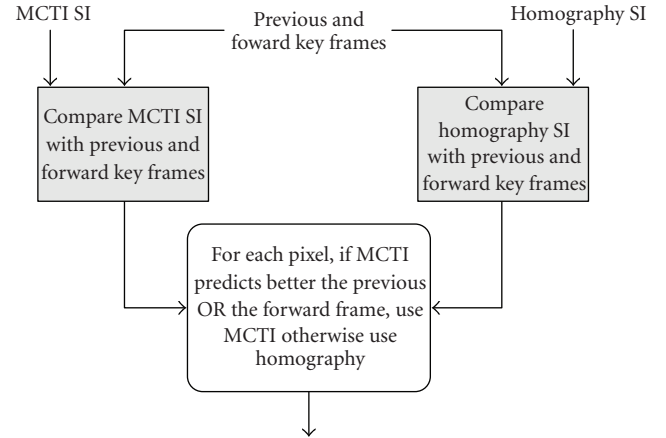 MCTI SI
Previous and
foward key frames
Homography SI
Compare MCTI SI
with previous and
forward key frames
Compare
homography SI
with previous and
forward key frames
For each pixel, if MCTI
predicts better the previous
OR the forward frame, use
MCTI otherwise use
homography